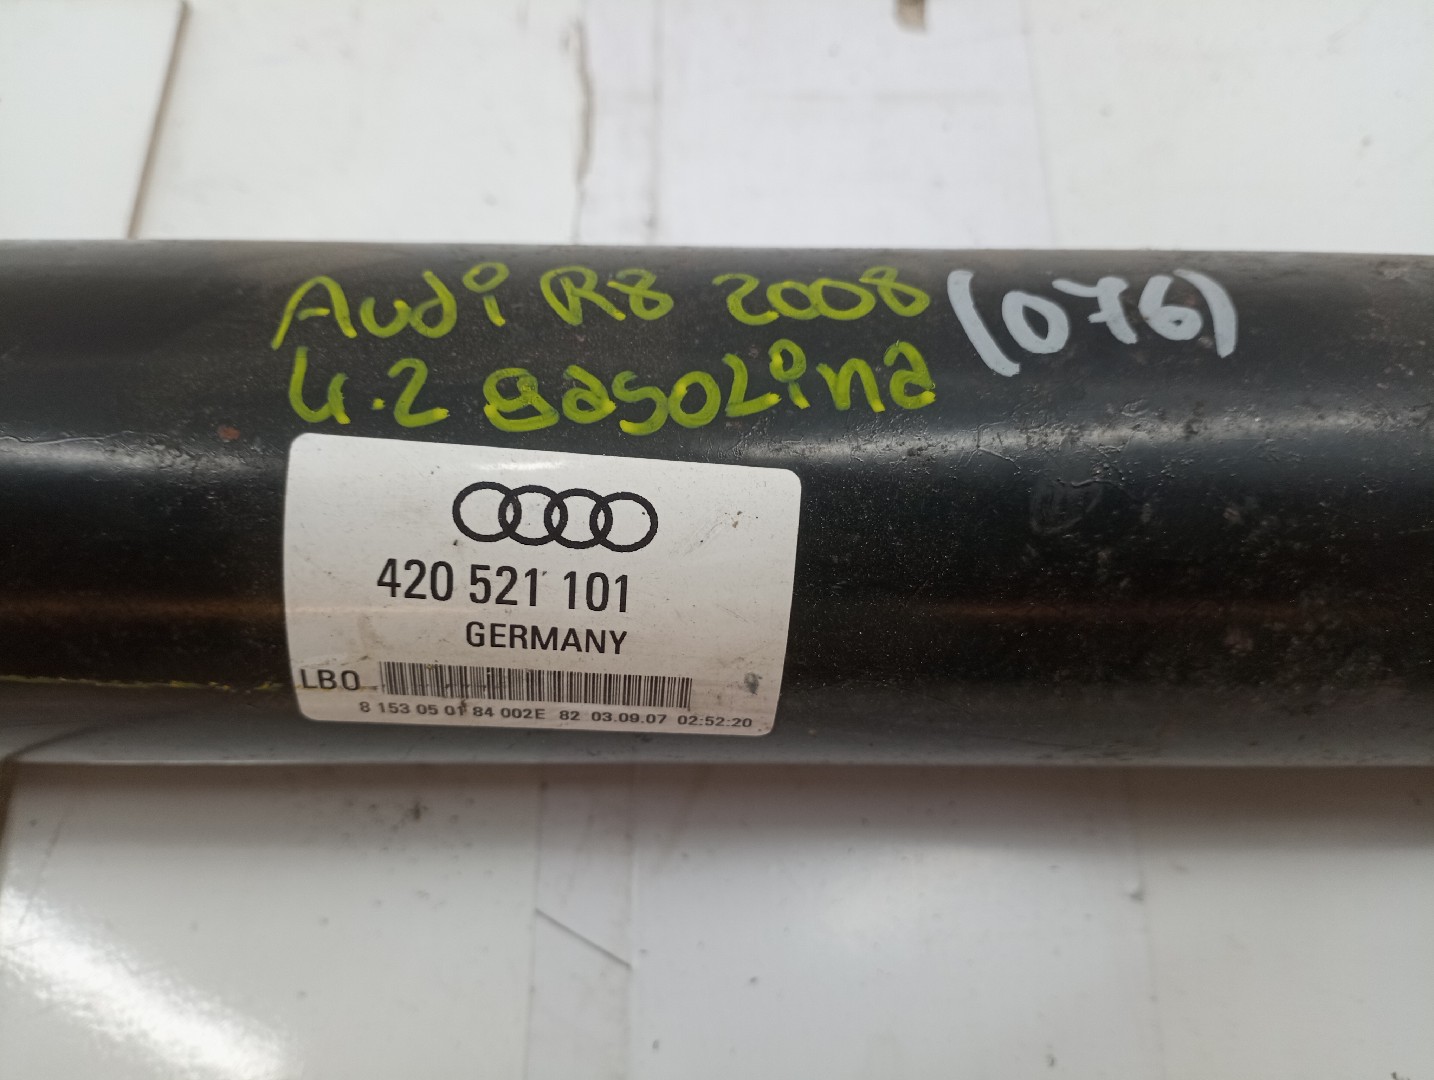 Audi R8 2008 (076)
4.2 gasolina
420 521 101
GERMANY
LB0
8 153 05 01 84 002E 82 03.09.07 02:52:20